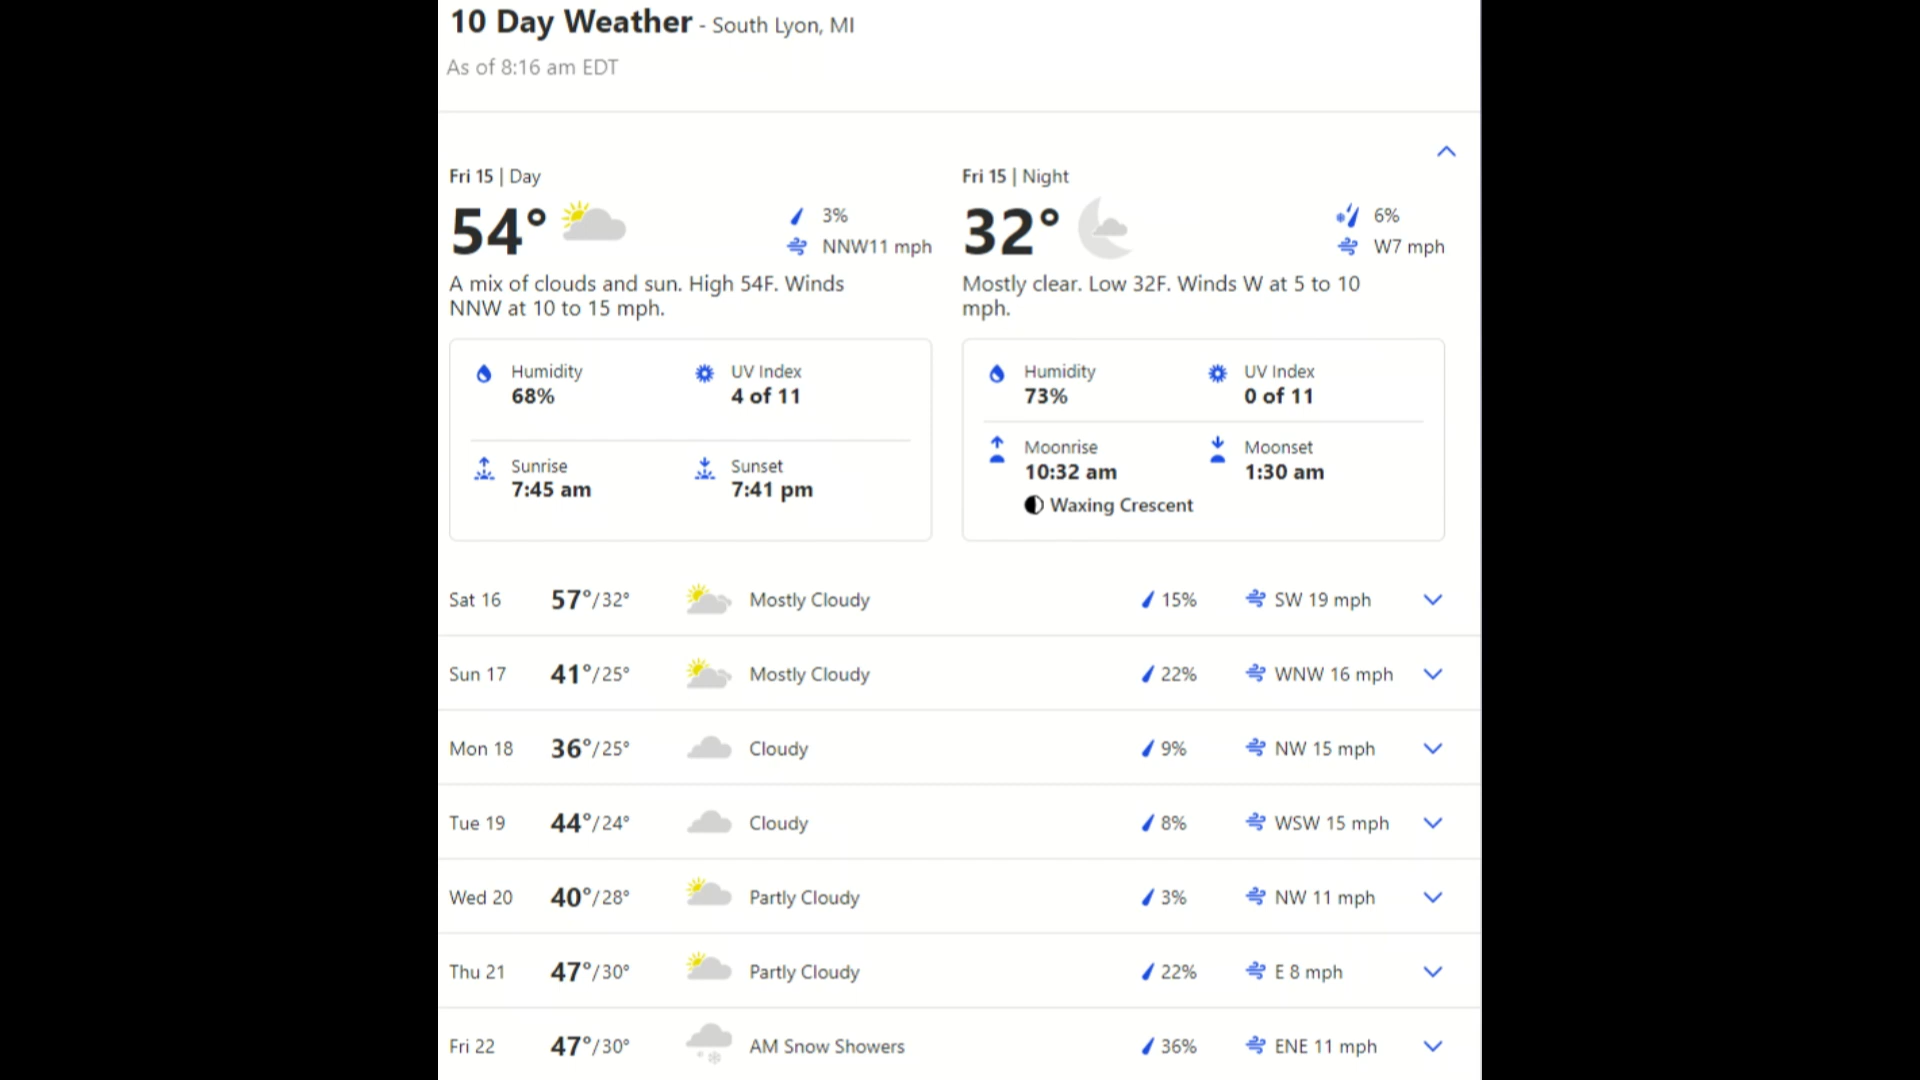 10 Day Weather - South Lyon, MI
As of 8:16 am EDT
Fri 15 | Day
54°
3%
NNW11 mph
A mix of clouds and sun. High 54F. Winds
NNW at 10 to 15 mph.
Humidity
68%
UV Index
4 of 11
Sunrise
7:45 am
Sunset
7:41 pm
Fri 15 | Night
32°
6%
W7 mph
Mostly clear. Low 32F. Winds W at 5 to 10
mph.
Humidity
73%
UV Index
0 of 11
Moonrise
10:32 am
Waxing Crescent
Moonset
1:30 am
Sat 16 57°/32° Mostly Cloudy 15% SW 19 mph
Sun 17 41°/25° Mostly Cloudy 22% WNW 16 mph
Mon 18 36°/25° Cloudy 9% NW 15 mph
Tue 19 44°/24° Cloudy 8% WSW 15 mph
Wed 20 40°/28° Partly Cloudy 3% NW 11 mph
Thu 21 47°/30° Partly Cloudy 22% E 8 mph
Fri 22 47°/30° AM Snow Showers 36% ENE 11 mph